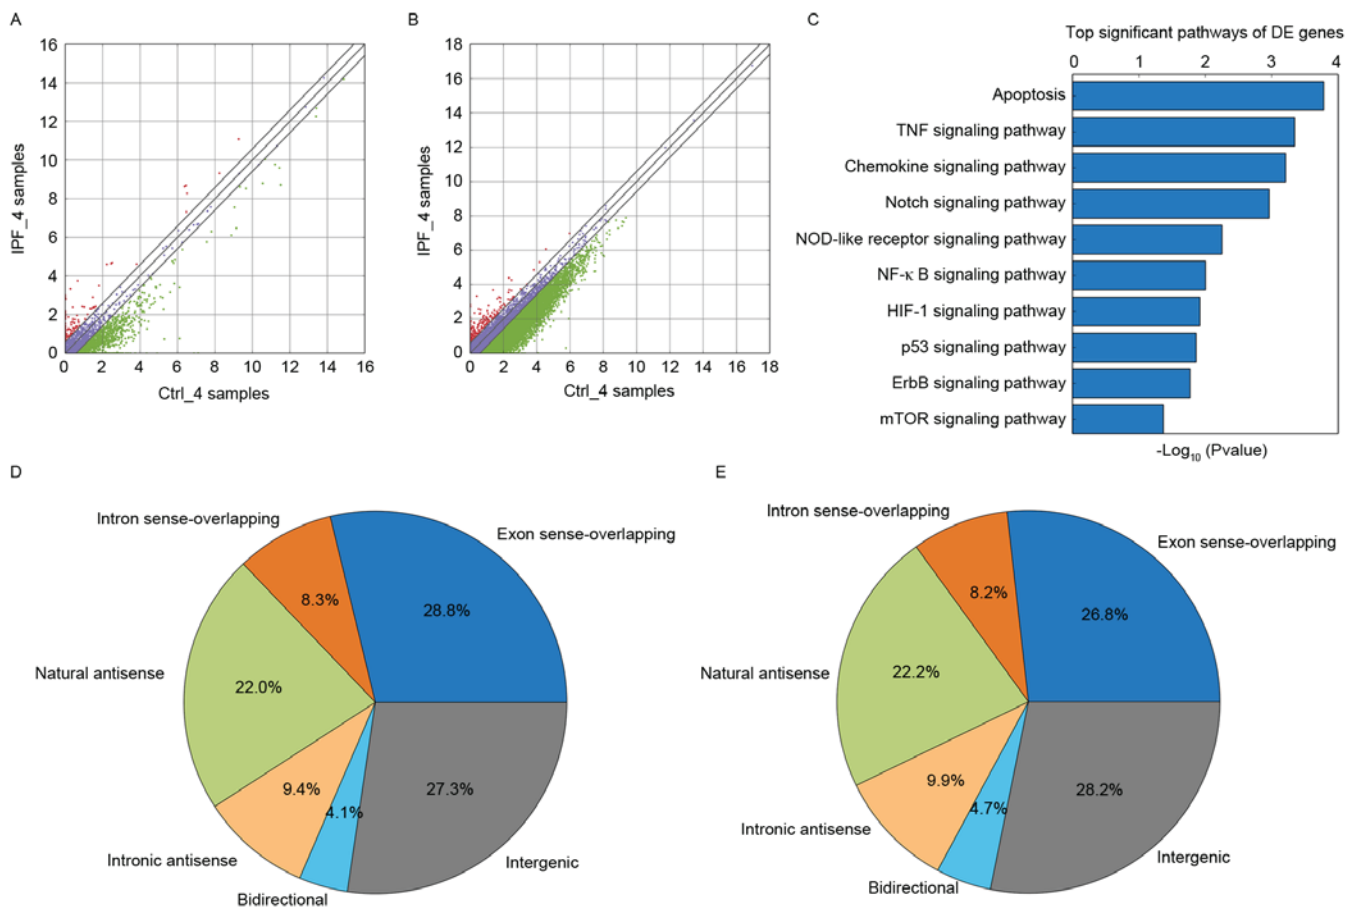 A
16
14
12
10
8
6
4
2
0
IPF_4 samples
0 2 4 6 8 10 12 14 16
Ctrl_4 samples
B
18
16
14
12
10
8
6
4
2
0
IPF_4 samples
0 2 4 6 8 10 12 14 16 18
Ctrl_4 samples
C
Top significant pathways of DE genes
0 1 2 3 4
Apoptosis
TNF signaling pathway
Chemokine signaling pathway
Notch signaling pathway
NOD-like receptor signaling pathway
NF-κ B signaling pathway
HIF-1 signaling pathway
p53 signaling pathway
ErbB signaling pathway
mTOR signaling pathway
-Log10 (Pvalue)
D
Intron sense-overlapping
Exon sense-overlapping
8.3%
28.8%
Natural antisense
22.0%
9.4%
4.1%
27.3%
Intronic antisense
Intergenic
Bidirectional
E
Intron sense-overlapping
Exon sense-overlapping
8.2%
26.8%
Natural antisense
22.2%
9.9%
4.7%
28.2%
Intronic antisense
Intergenic
Bidirectional